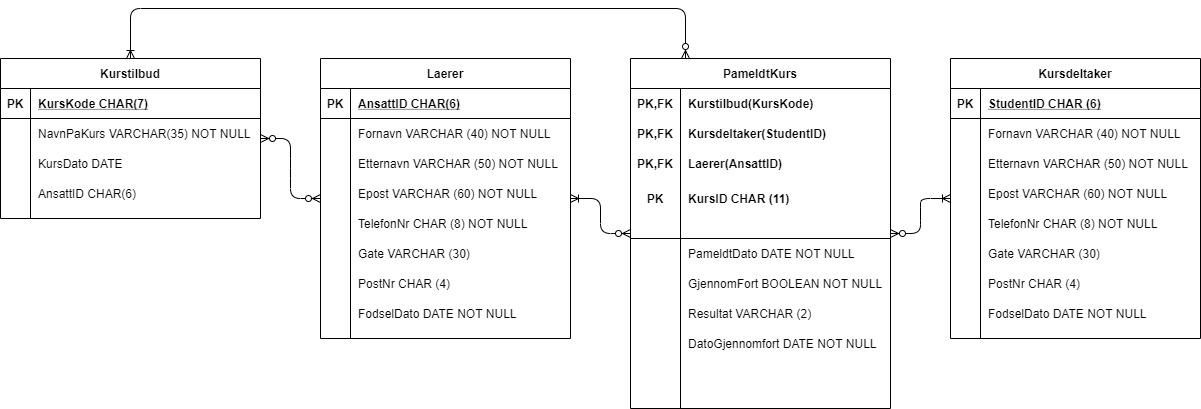 Kurstilbud
PK KursKode CHAR(7)
NavnPaKurs VARCHAR(35) NOT NULL
KursDato DATE
AnsattID CHAR(6)
Laerer
PK AnsattID CHAR(6)
Fornavn VARCHAR (40) NOT NULL
Etternavn VARCHAR (50) NOT NULL
Epost VARCHAR (60) NOT NULL
TelefonNr CHAR (8) NOT NULL
Gate VARCHAR (30)
PostNr CHAR (4)
FodselDato DATE NOT NULL
PameldtKurs
PK,FK Kurstilbud(KursKode)
PK,FK Kursdeltaker(StudentID)
PK,FK Laerer(AnsattID)
PK KursID CHAR (11)
PameldtDato DATE NOT NULL
GjennomFort BOOLEAN NOT NULL
Resultat VARCHAR (2)
DatoGjennomfort DATE NOT NULL
Kursdeltaker
PK StudentID CHAR (6)
Fornavn VARCHAR (40) NOT NULL
Etternavn VARCHAR (50) NOT NULL
Epost VARCHAR (60) NOT NULL
TelefonNr CHAR (8) NOT NULL
Gate VARCHAR (30)
PostNr CHAR (4)
FodselDato DATE NOT NULL